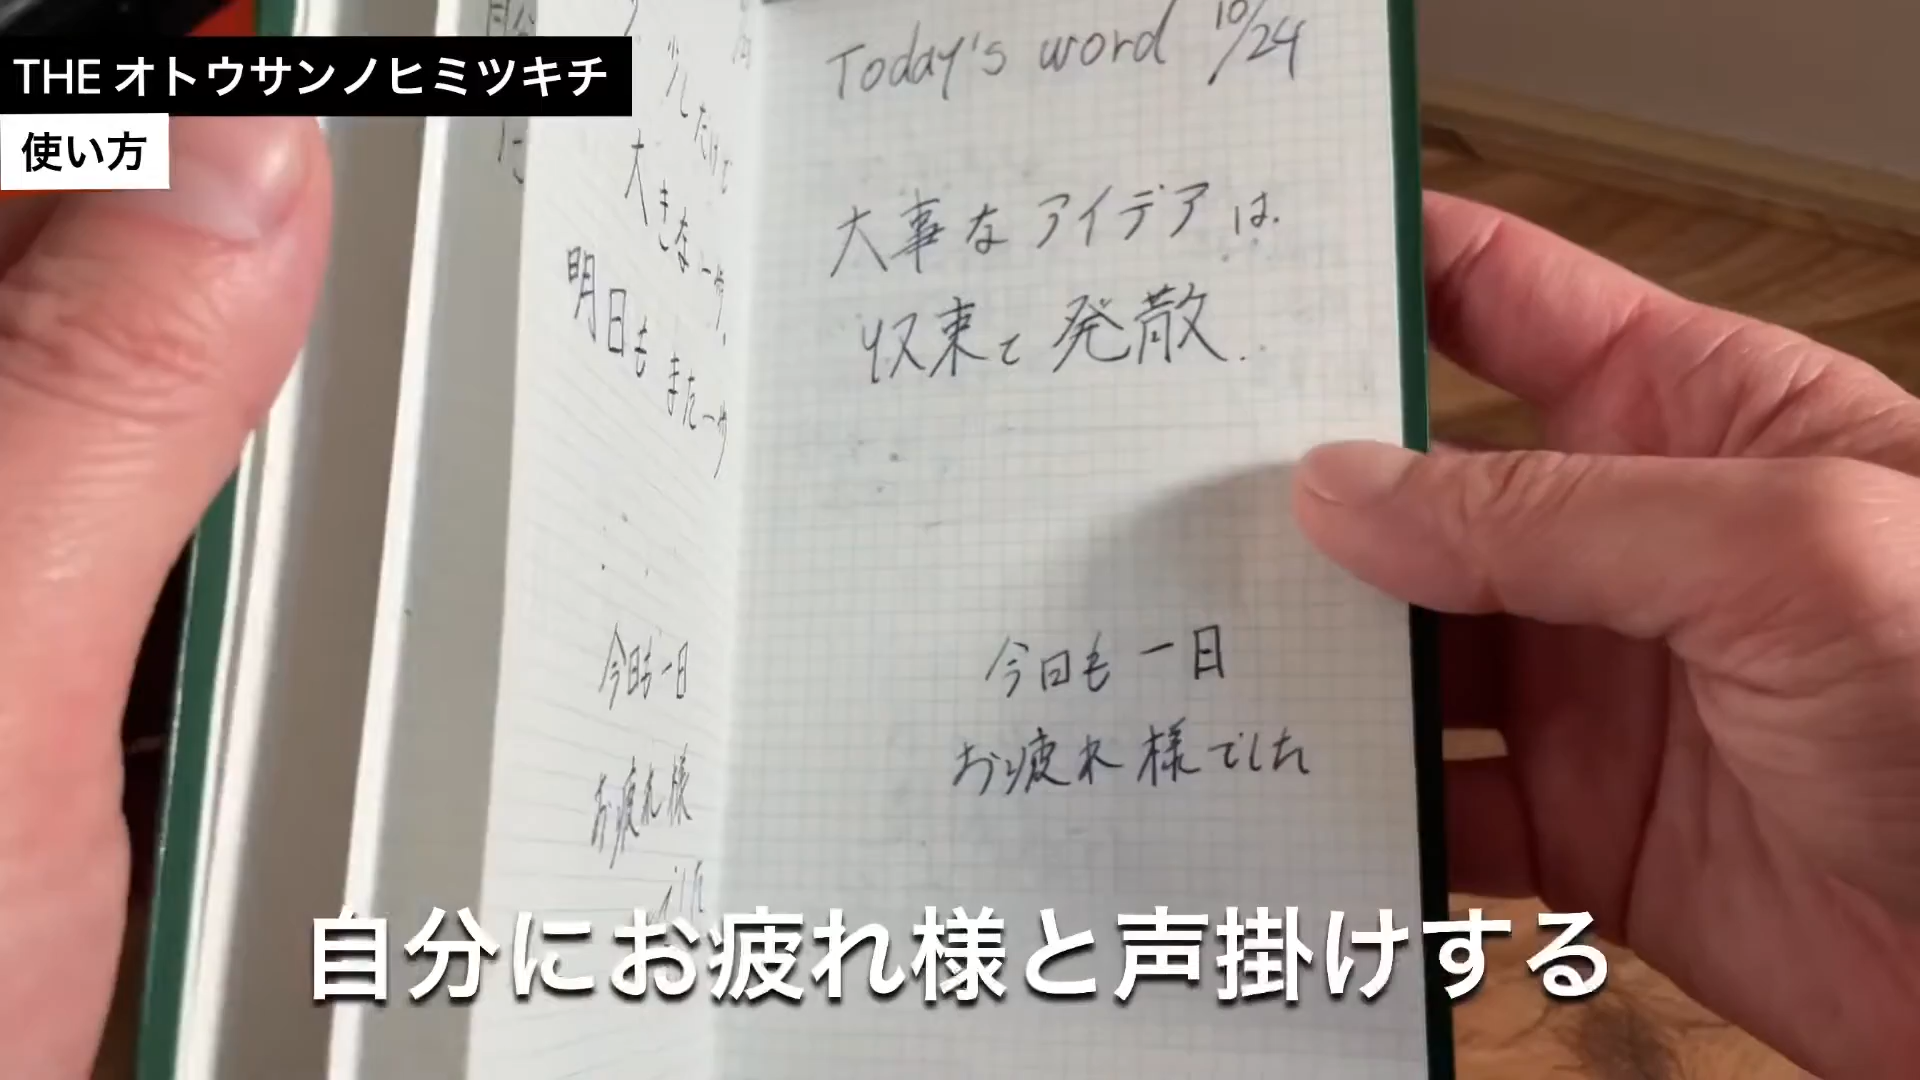 THE オトウサンノヒミツキチ
使い方
Today's word 10/24
大事なアイデアは
収束と発散.
今日も一日
お疲れ様でした
少しだけで
大きな一歩
明日もまた一歩
今日も一日
お疲れ様
でした
自分にお疲れ様と声掛けする